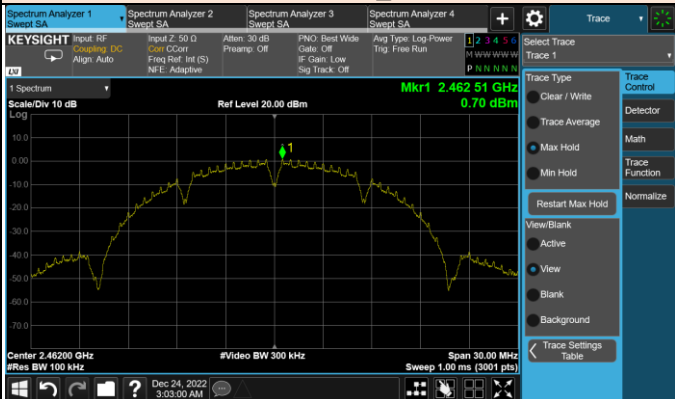 Spectrum Analyzer 1
Swept SA
Spectrum Analyzer 2
Swept SA
Spectrum Analyzer 3
Swept SA
Spectrum Analyzer 4
Swept SA
+
Trace
KEYSIGHT
Input: RF
Coupling: DC
Align: Auto
Input Z: 50 Ω
Corr CCorr
Freq Ref: Int (S)
NFE: Adaptive
Atten: 30 dB
Preamp: Off
PNO: Best Wide
Gate: Off
IF Gain: Low
Sig Track: Off
Avg Type: Log-Power
Trig: Free Run
1 2 3 4 5 6
M W W W W W
P N N N N N
LXI
Select Trace
Trace 1
1 Spectrum
Scale/Div 10 dB
Log
Ref Level 20.00 dBm
Mkr1 2.462 51 GHz
0.70 dBm
1
10.0
0.00
-10.0
-20.0
-30.0
-40.0
-50.0
-60.0
-70.0
Center 2.46200 GHz
#Res BW 100 kHz
#Video BW 300 kHz
Span 30.00 MHz
Sweep 1.00 ms (3001 pts)
Trace Type
Clear / Write
Trace Average
Max Hold
Min Hold
Restart Max Hold
View/Blank
Active
View
Blank
Background
Trace Settings
Table
Trace
Control
Detector
Math
Trace
Function
Normalize
?
Dec 24, 2022
3:03:00 AM